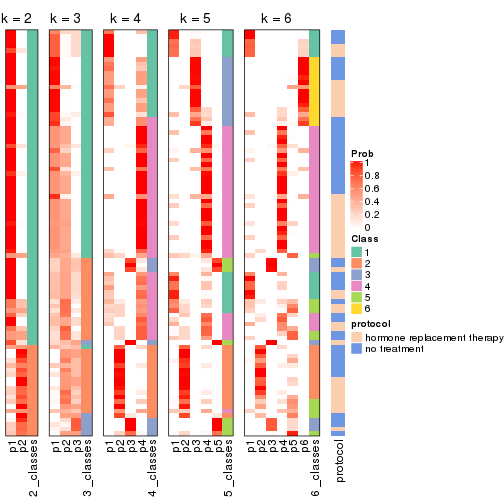 k = 2 k = 3 k = 4 k = 5 k = 6
Prob
1
0.8
0.6
0.4
0.2
0
Class
1
2
3
4
5
6
protocol
hormone replacement therapy
no treatment
p1 p2 2_classes p1 p2 p3 3_classes p1 p2 p3 p4 4_classes p1 p2 p3 p4 p5 5_classes p1 p2 p3 p4 p5 p6 6_classes protocol